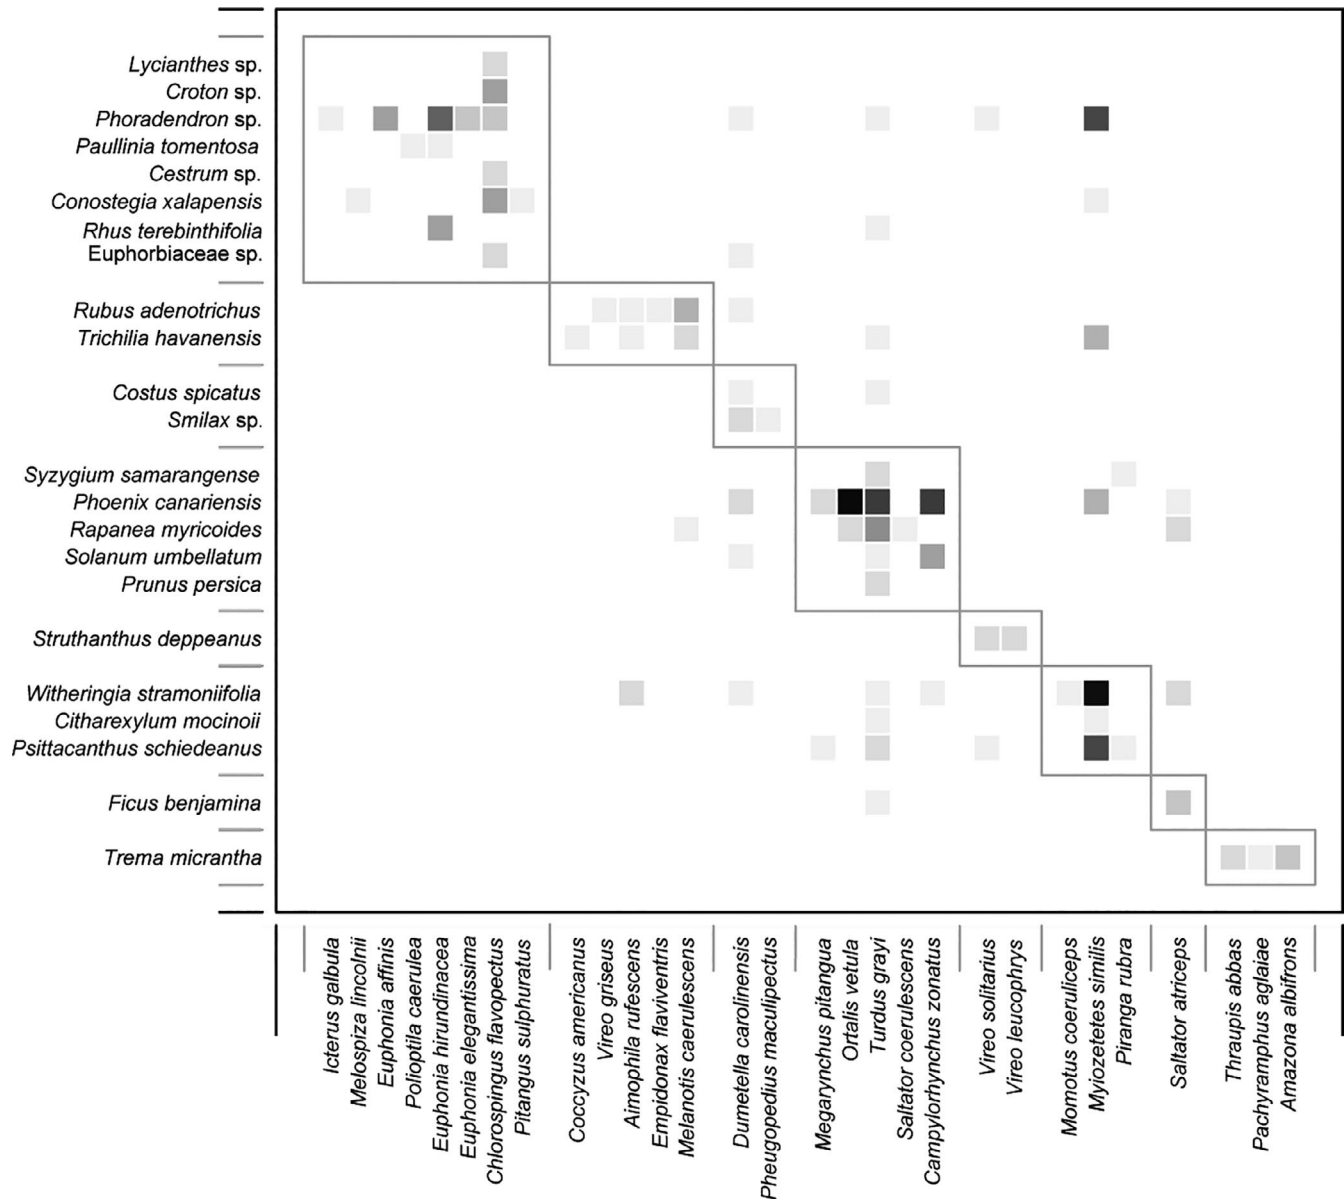 Lycianthes sp.
Croton sp.
Phoradendron sp.
Paullinia tomentosa
Cestrum sp.
Conostegia xalapensis
Rhus terebinthifolia
Euphorbiaceae sp.
Rubus adenotrichus
Trichilia havanensis
Costus spicatus
Smilax sp.
Syzygium samarangense
Phoenix canariensis
Rapanea myricoides
Solanum umbellatum
Prunus persica
Struthanthus deppeanus
Witheringia stramoniifolia
Citharexylum mocinoii
Psittacanthus schiedeanus
Ficus benjamina
Trema micrantha
Icterus galbula
Melospiza lincolnii
Euphonia affinis
Polioptila caerulea
Euphonia hirundinacea
Euphonia elegantissima
Chlorospingus flavopectus
Pitangus sulphuratus
Coccyzus americanus
Vireo griseus
Aimophila rufescens
Empidonax flaviventris
Melanotis caerulescens
Dumetella carolinensis
Pheugopedius maculipectus
Megarynchus pitangua
Ortalis vetula
Turdus grayi
Saltator coerulescens
Campylorhynchus zonatus
Vireo solitarius
Vireo leucophrys
Momotus coeruliceps
Myiozetetes similis
Piranga rubra
Saltator atriceps
Thraupis abbas
Pachyramphus aglaiae
Amazona albifrons